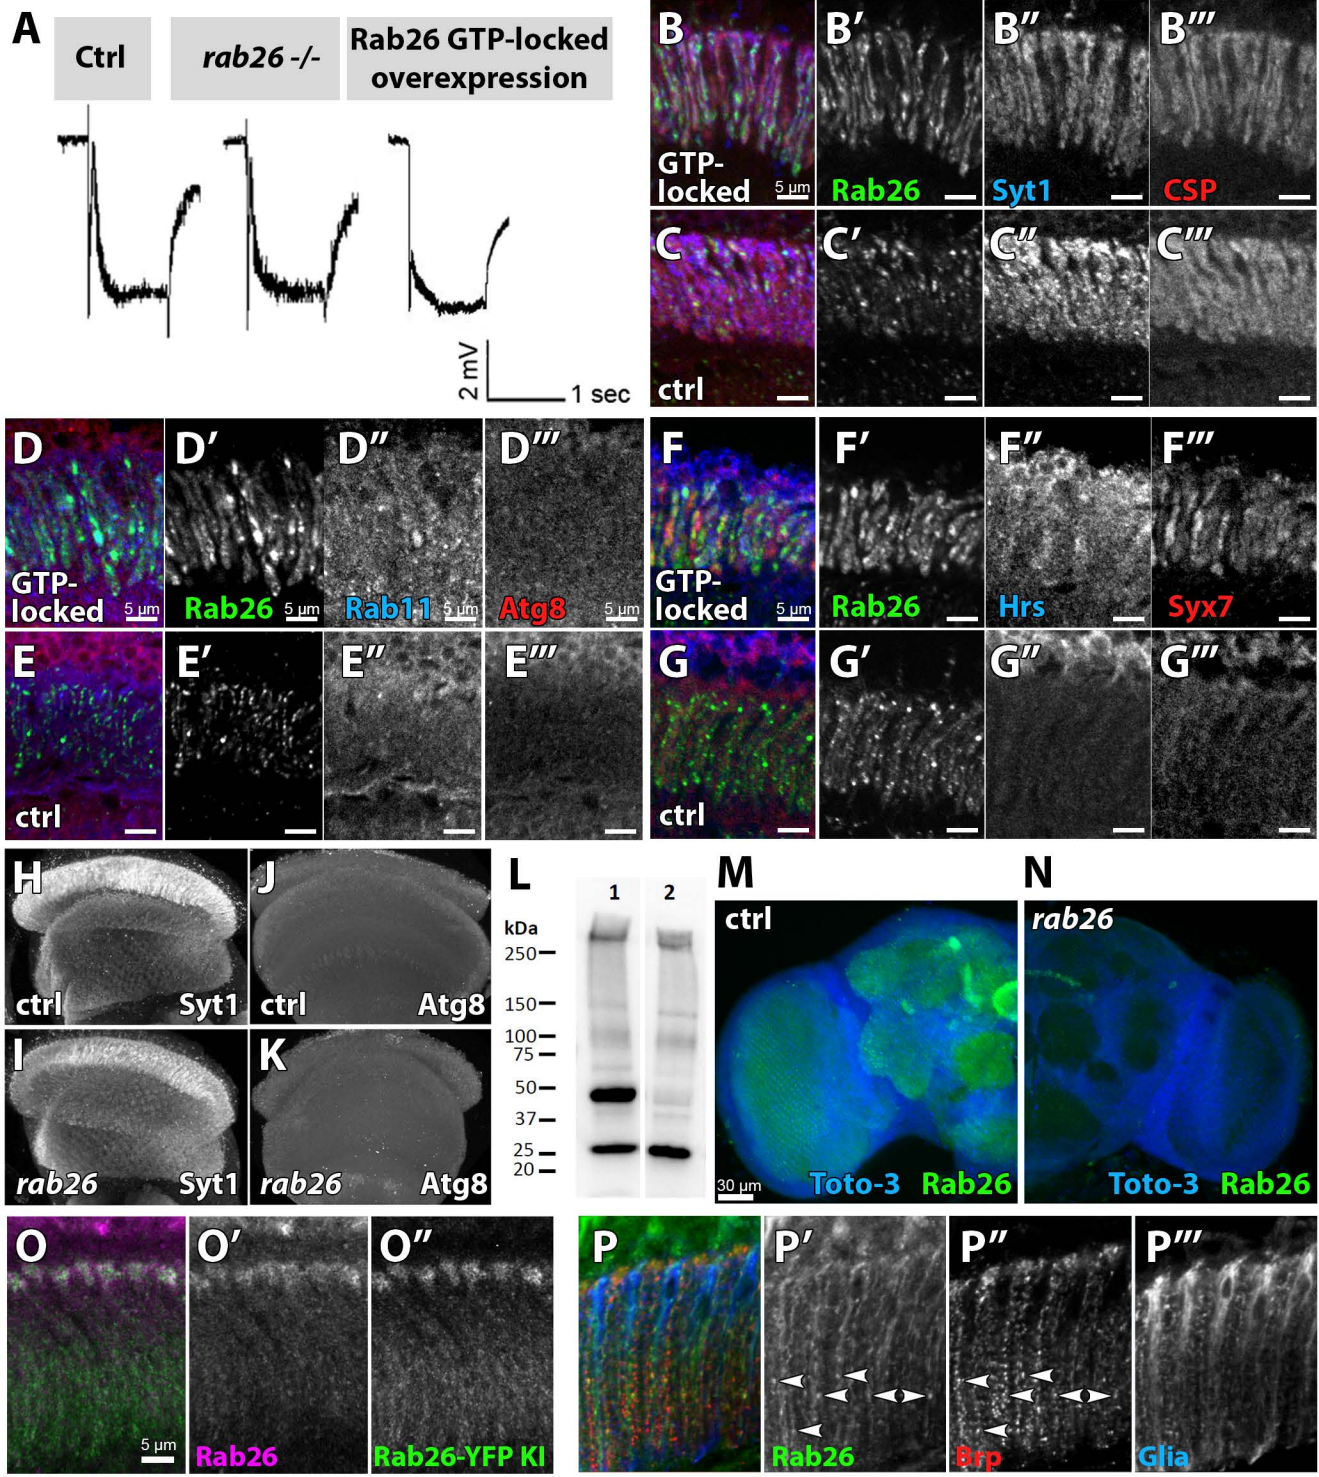 A
Ctrl
rab26 -/-
Rab26 GTP-locked
overexpression
2 mV
1 sec
B
GTP-
locked
5 µm
B′
Rab26
B″
Syt1
B‴
CSP
C
ctrl
C′
C″
C‴
D
GTP-
locked
5 µm
D′
Rab26
5 µm
D″
Rab11
5 µm
D‴
Atg8
5 µm
E
ctrl
E′
E″
E‴
F
GTP-
locked
F′
Rab26
F″
Hrs
F‴
Syx7
G
ctrl
G′
G″
G‴
H
ctrl
Syt1
J
ctrl
Atg8
I
rab26
Syt1
K
rab26
Atg8
L
1
2
kDa
250
150
100
75
50
37
25
20
M
ctrl
30 µm
Toto-3
Rab26
N
rab26
Toto-3
Rab26
O
5 µm
O′
Rab26
O″
Rab26-YFP KI
P
P′
Rab26
P″
Brp
P‴
Glia